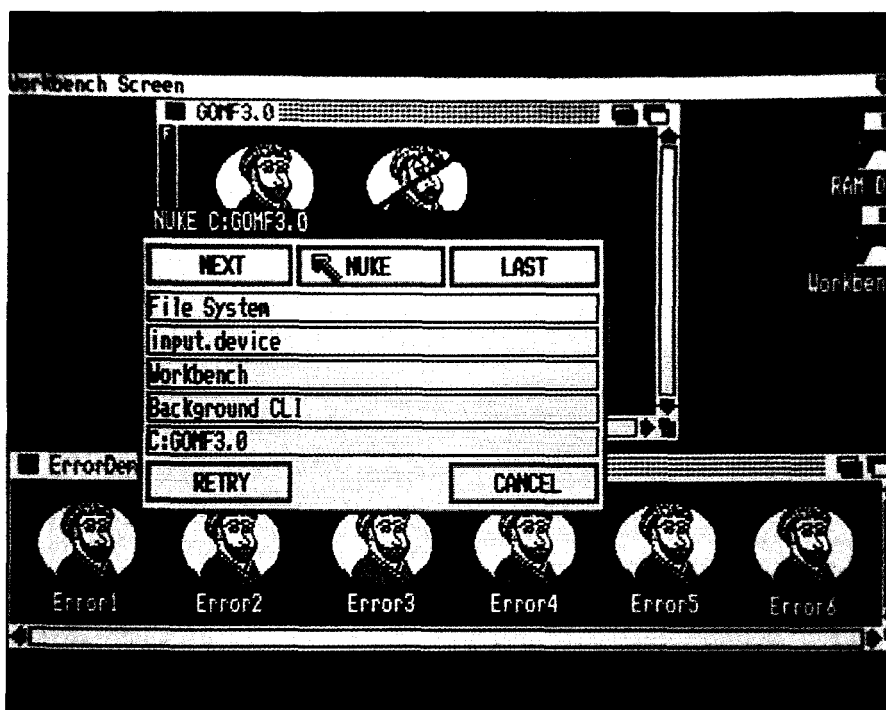 Workbench Screen
GOMF3.0
F
RAM D
NUKE C:GOMF3.0
NEXT NUKE LAST
Workben
File System
input.device
Workbench
Background CLI
C:GOMF3.0
ErrorDem
RETRY CANCEL
Error1 Error2 Error3 Error4 Error5 Error6